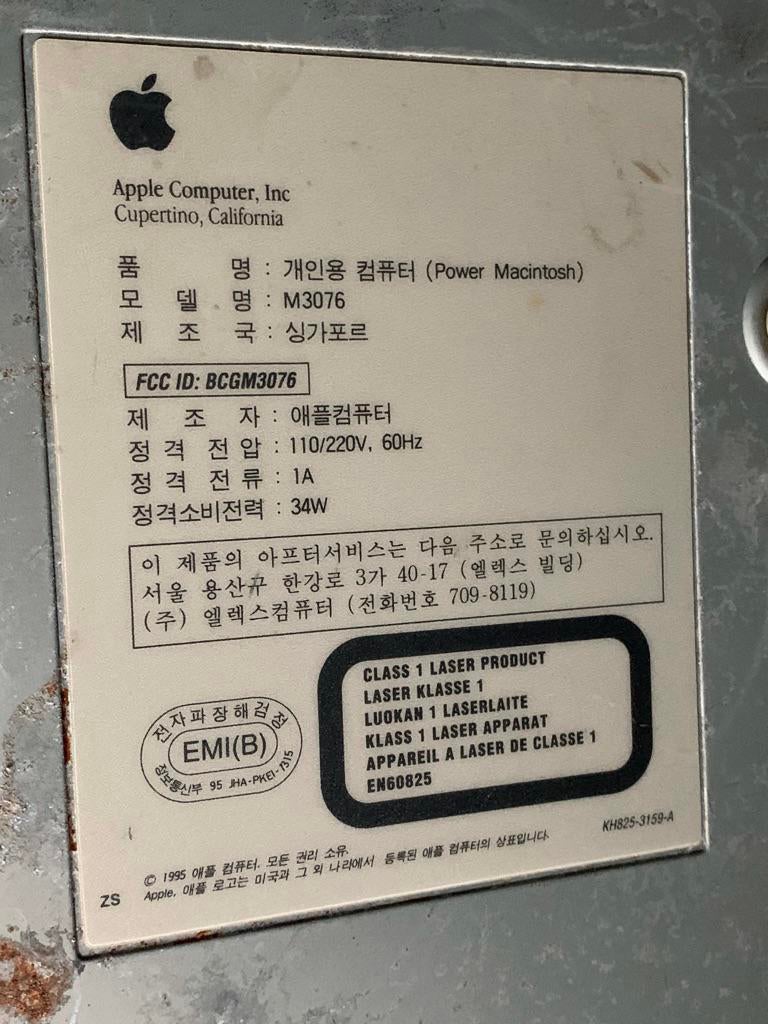 Apple Computer, Inc
Cupertino, California
품 명 : 개인용 컴퓨터 (Power Macintosh)
모 델 명 : M3076
제 조 국 : 싱가포르
FCC ID: BCGM3076
제 조 자 : 애플컴퓨터
정 격 전 압 : 110/220V, 60Hz
정 격 전 류 : 1A
정격소비전력 : 34W
이 제품의 아프터서비스는 다음 주소로 문의하십시오.
서울 용산구 한강로 3가 40-17 (엘렉스 빌딩)
(주) 엘렉스컴퓨터 (전화번호 709-8119)
전자파장해검정
EMI(B)
정보통신부 95 JHA-PKEI-7515
CLASS 1 LASER PRODUCT
LASER KLASSE 1
LUOKAN 1 LASERLAITE
KLASS 1 LASER APPARAT
APPAREIL A LASER DE CLASSE 1
EN60825
KH825-3159-A
ZS
© 1995 애플 컴퓨터. 모든 권리 소유.
Apple, 애플 로고는 미국과 그 외 나라에서 등록된 애플 컴퓨터의 상표입니다.